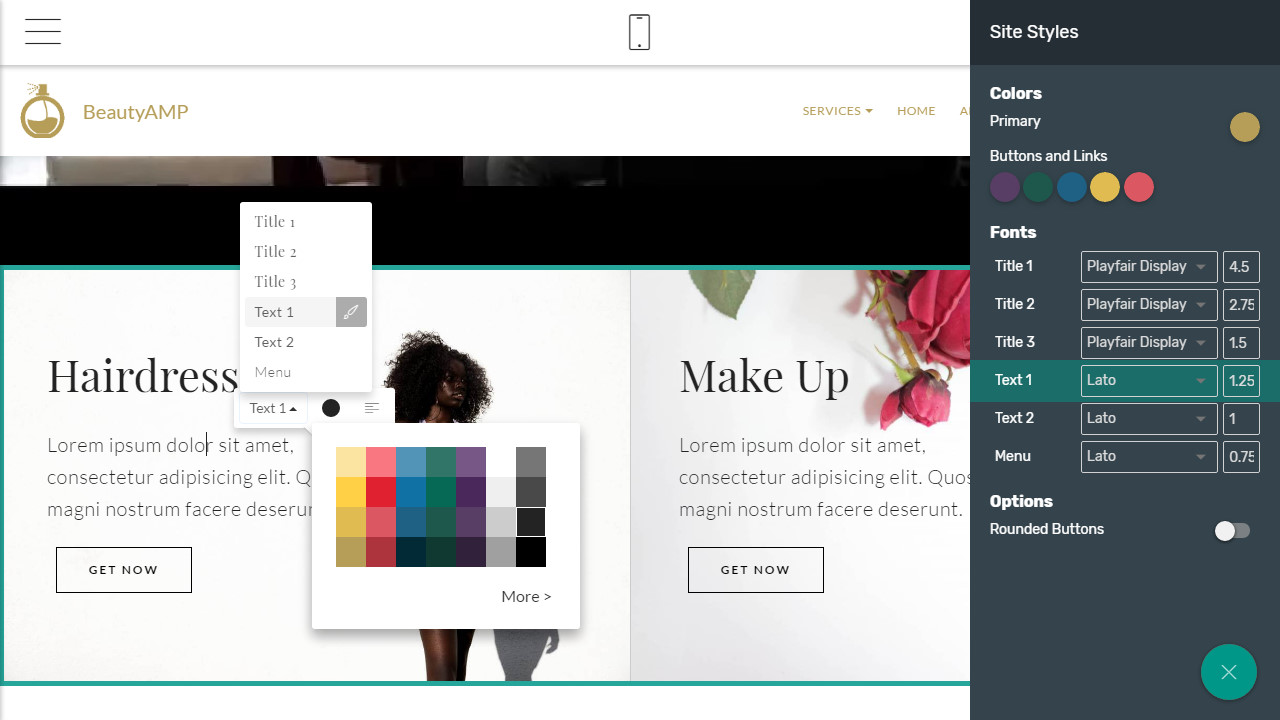 Site Styles
BeautyAMP
SERVICES
HOME
Colors
Primary
Buttons and Links
Fonts
Title 1 Playfair Display 4.5
Title 2 Playfair Display 2.75
Title 3 Playfair Display 1.5
Text 1 Lato 1.25
Text 2 Lato 1
Menu Lato 0.75
Options
Rounded Buttons
Title 1
Title 2
Title 3
Text 1
Text 2
Menu
Text 1
Hairdress
Lorem ipsum dolor sit amet,
consectetur adipisicing elit. Q
magni nostrum facere deserun
GET NOW
More >
Make Up
Lorem ipsum dolor sit amet,
consectetur adipisicing elit. Quos
magni nostrum facere deserunt.
GET NOW